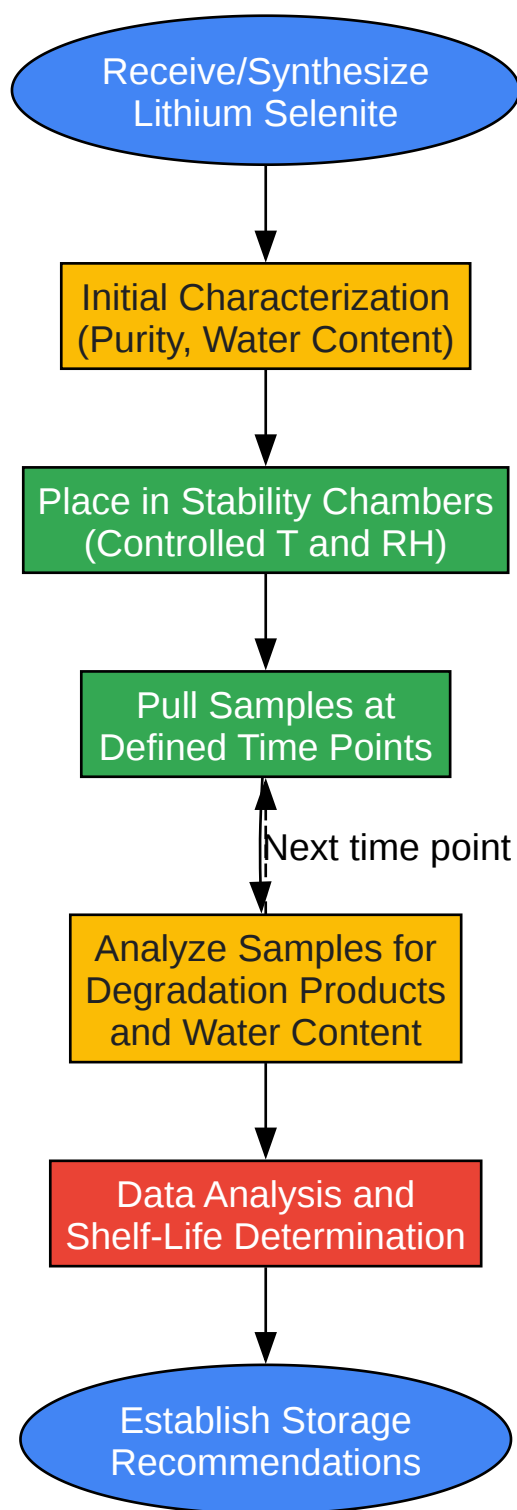 Receive/Synthesize
Lithium Selenite
Initial Characterization
(Purity, Water Content)
Place in Stability Chambers
(Controlled T and RH)
Pull Samples at
Defined Time Points
Next time point
Analyze Samples for
Degradation Products
and Water Content
Data Analysis and
Shelf-Life Determination
Establish Storage
Recommendations